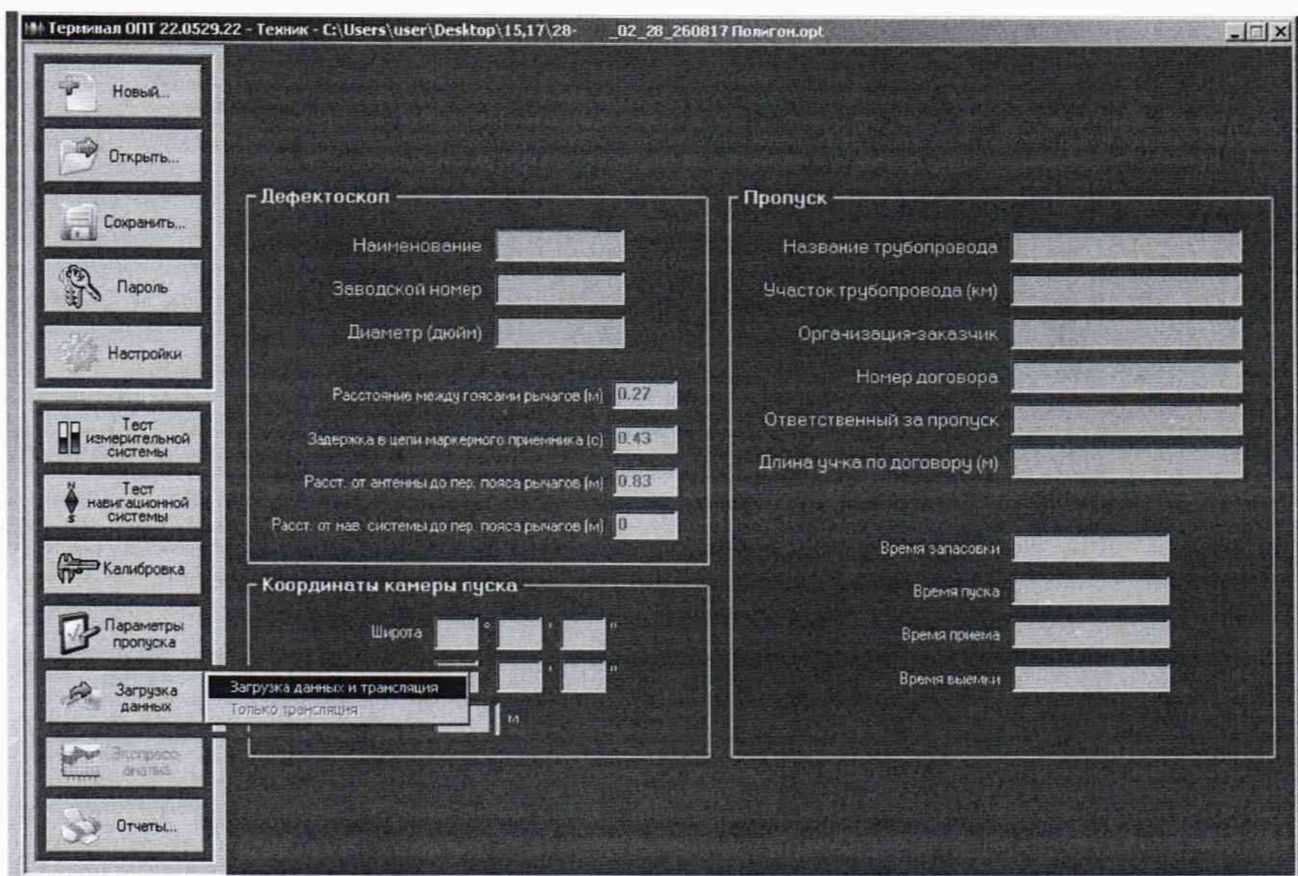 Терминал ОПТ 22.0529.22 - Техник - C:\Users\user\Desktop\15,17\28- _02_28_260817 Полигон.opt
Новый...
Открыть...
Сохранить...
Пароль
Настройки
Тест
измерительной
системы
Тест
навигационной
системы
N
S
Калибровка
Параметры
пропуска
Загрузка
данных
Загрузка данных и трансляция
Только трансляция
Экспресс-
анализ
Отчеты...
Дефектоскоп
Наименование
Заводской номер
Диаметр (дюйм)
Расстояние между гоясами рычагов (м) 0.27
Задержка в цепи маркерного приемника (с) 0.43
Расст. от антенны до пер. пояса рычагов (м) 0.83
Расст. от нав. системы до пер. пояса рычагов (м) 0
Координаты камеры пуска
Широта ° ' "
' "
м
Пропуск
Название трубопровода
Участок трубопровода (км)
Организация-заказчик
Номер договора
Ответственный за пропуск
Длина уч-ка по договору (м)
Время запасовки
Время пуска
Время приема
Время выемки